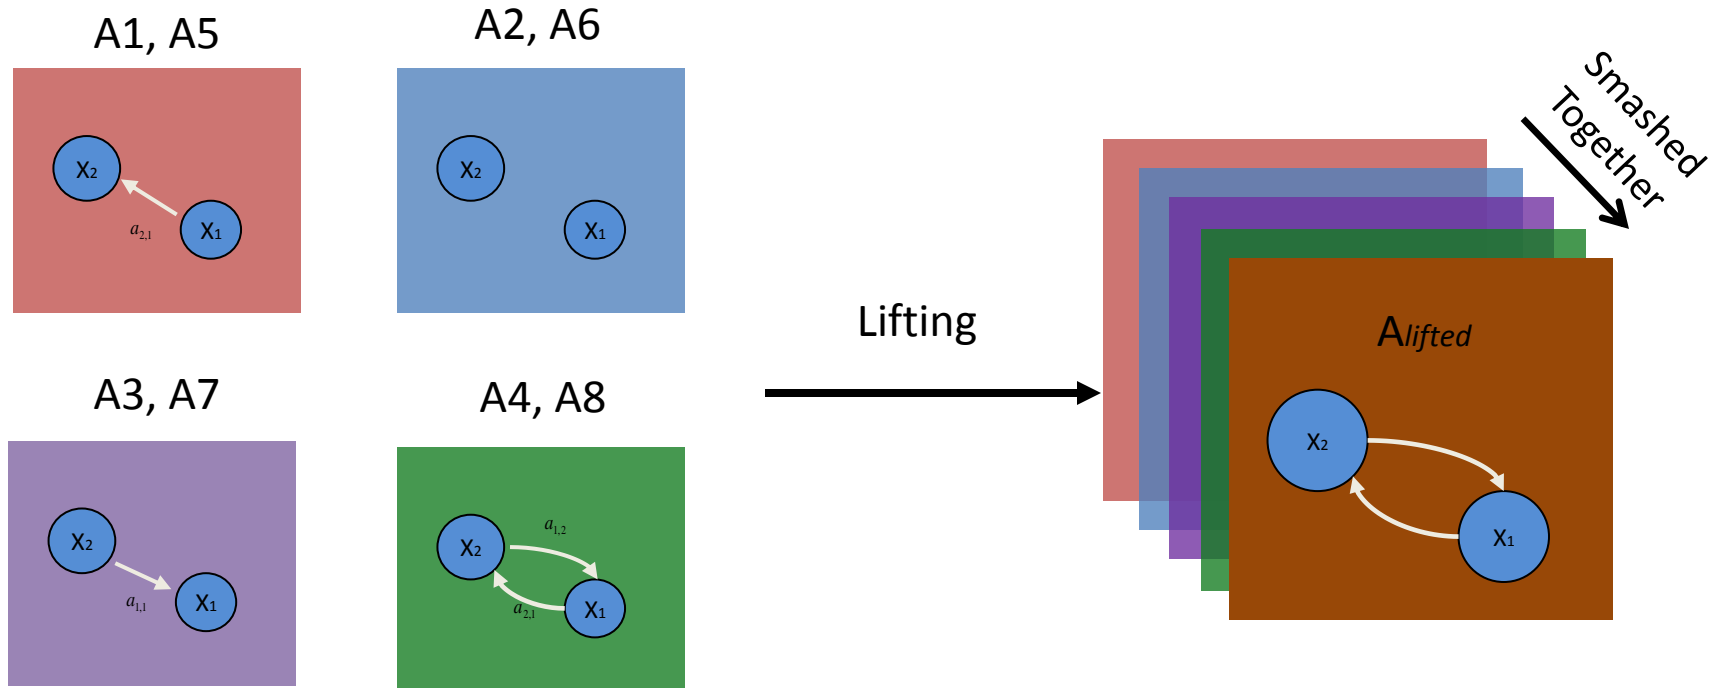 A1, A5
X2
a2,1
X1
A2, A6
X2
X1
A3, A7
X2
a1,1
X1
A4, A8
X2
a1,2
a2,1
X1
Lifting
Smashed
Together
Alifted
X2
X1